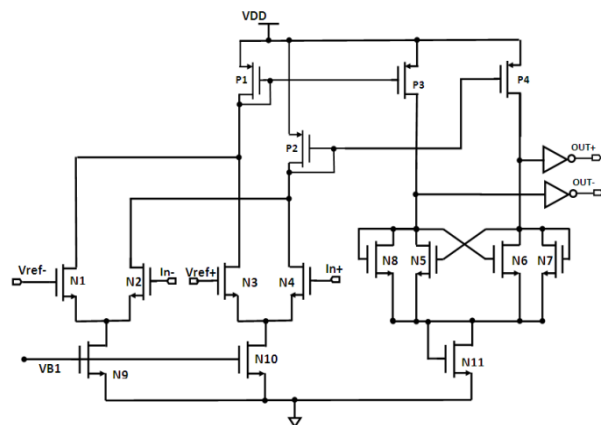 VDD
P1
P3
P4
P2
OUT+
OUT-
N8
N5
N6
N7
Vref-
N1
N2
In-
Vref+
N3
N4
In+
VB1
N9
N10
N11